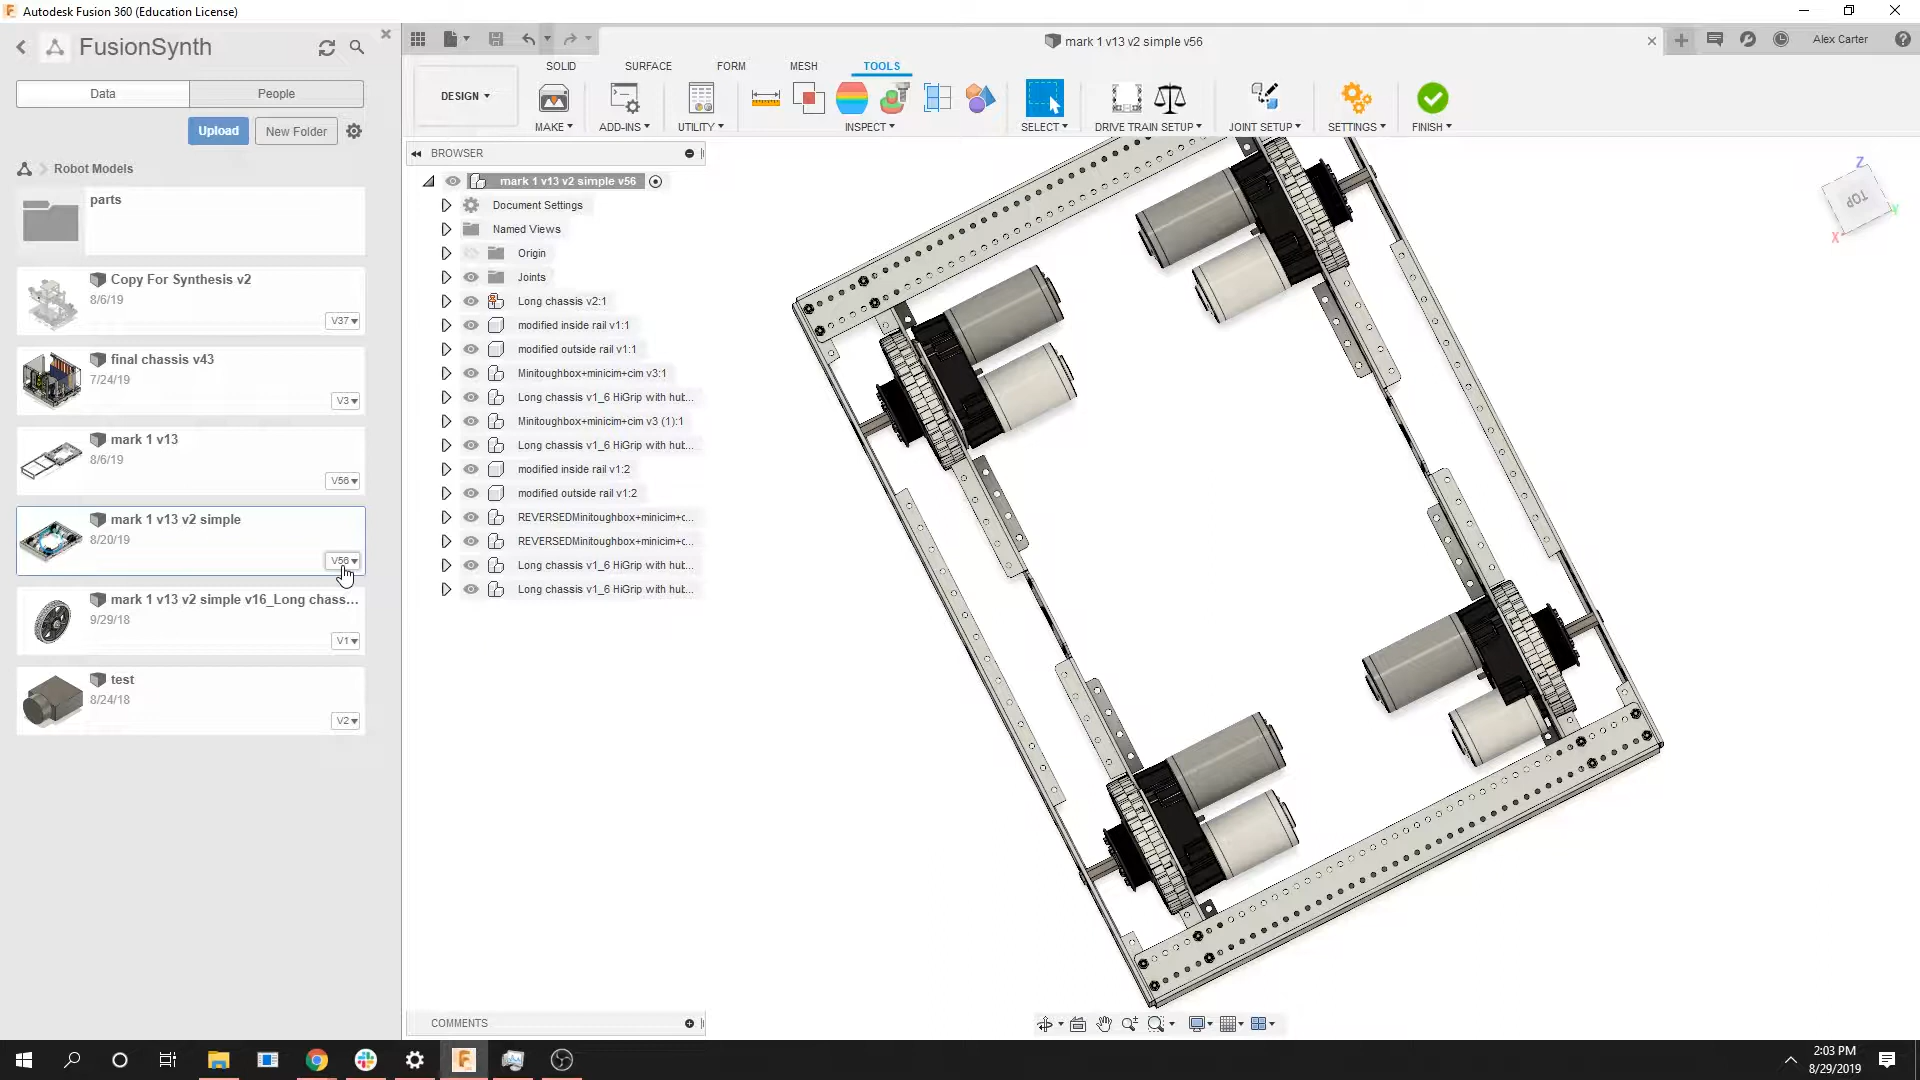 Autodesk Fusion 360 (Education License)
FusionSynth
Data
People
Upload
New Folder
Robot Models
parts
Copy For Synthesis v2
8/6/19
V37
final chassis v43
7/24/19
V3
mark 1 v13
8/6/19
V56
mark 1 v13 v2 simple
8/20/19
V56
mark 1 v13 v2 simple v16_Long chass...
9/29/18
V1
test
8/24/18
V2
mark 1 v13 v2 simple v56
Alex Carter
SOLID SURFACE FORM MESH TOOLS
DESIGN
MAKE ADD-INS UTILITY INSPECT SELECT DRIVE TRAIN SETUP JOINT SETUP SETTINGS FINISH
BROWSER
mark 1 v13 v2 simple v56
Document Settings
Named Views
Origin
Joints
Long chassis v2:1
modified inside rail v1:1
modified outside rail v1:1
Minitoughbox+minicim+cim v3:1
Long chassis v1_6 HiGrip with hub...
Minitoughbox+minicim+cim v3 (1):1
Long chassis v1_6 HiGrip with hub...
modified inside rail v1:2
modified outside rail v1:2
REVERSEDMinitoughbox+minicim+c...
REVERSEDMinitoughbox+minicim+c...
Long chassis v1_6 HiGrip with hub...
Long chassis v1_6 HiGrip with hub...
Z
TOP
Y
X
COMMENTS
2:03 PM
8/29/2019